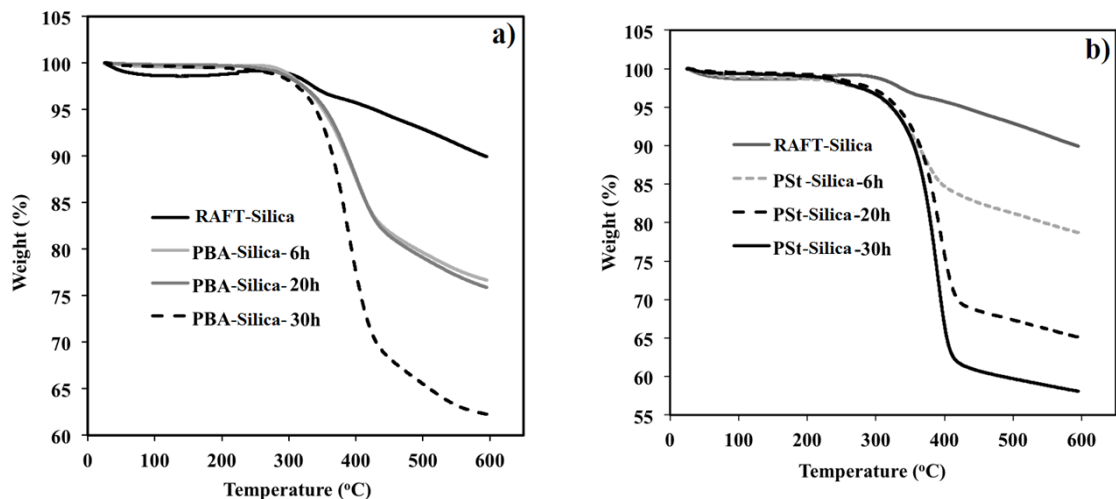 a)
105
100
95
90
85
80
75
70
65
60
Weight (%)
RAFT-Silica
PBA-Silica- 6h
PBA-Silica- 20h
PBA-Silica- 30h
0 100 200 300 400 500 600
Temperature (°C)
b)
105
100
95
90
85
80
75
70
65
60
55
Weight (%)
RAFT-Silica
PSt -Silica -6h
PSt-Silica -20h
PSt-Silica -30h
0 100 200 300 400 500 600
Temperature (°C)